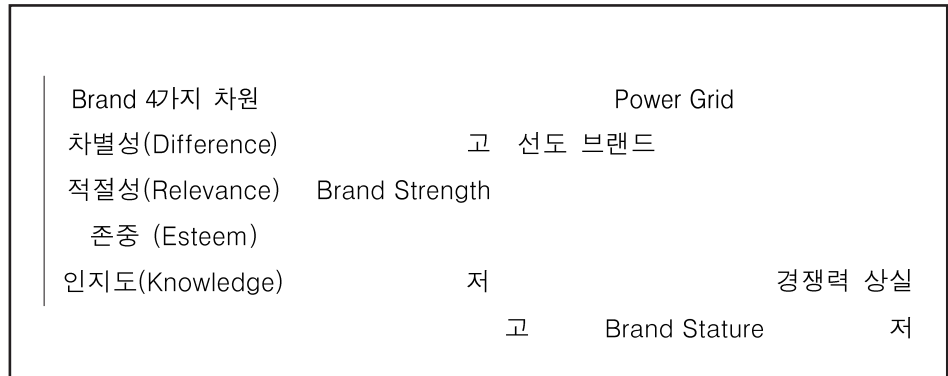 Brand 4가지 차원 Power Grid
차별성(Difference) 고 선도 브랜드
적절성(Relevance) Brand Strength
존중 (Esteem)
인지도(Knowledge) 저 경쟁력 상실
고 Brand Stature 저